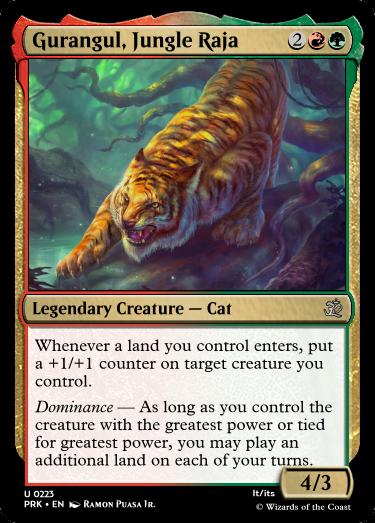 Gurangul, Jungle Raja 2
Legendary Creature — Cat
Whenever a land you control enters, put
a +1/+1 counter on target creature you
control.
Dominance — As long as you control the
creature with the greatest power or tied
for greatest power, you may play an
additional land on each of your turns.
4/3
U 0223
PRK • EN Ramon Puasa Jr.
It/its
© Wizards of the Coast